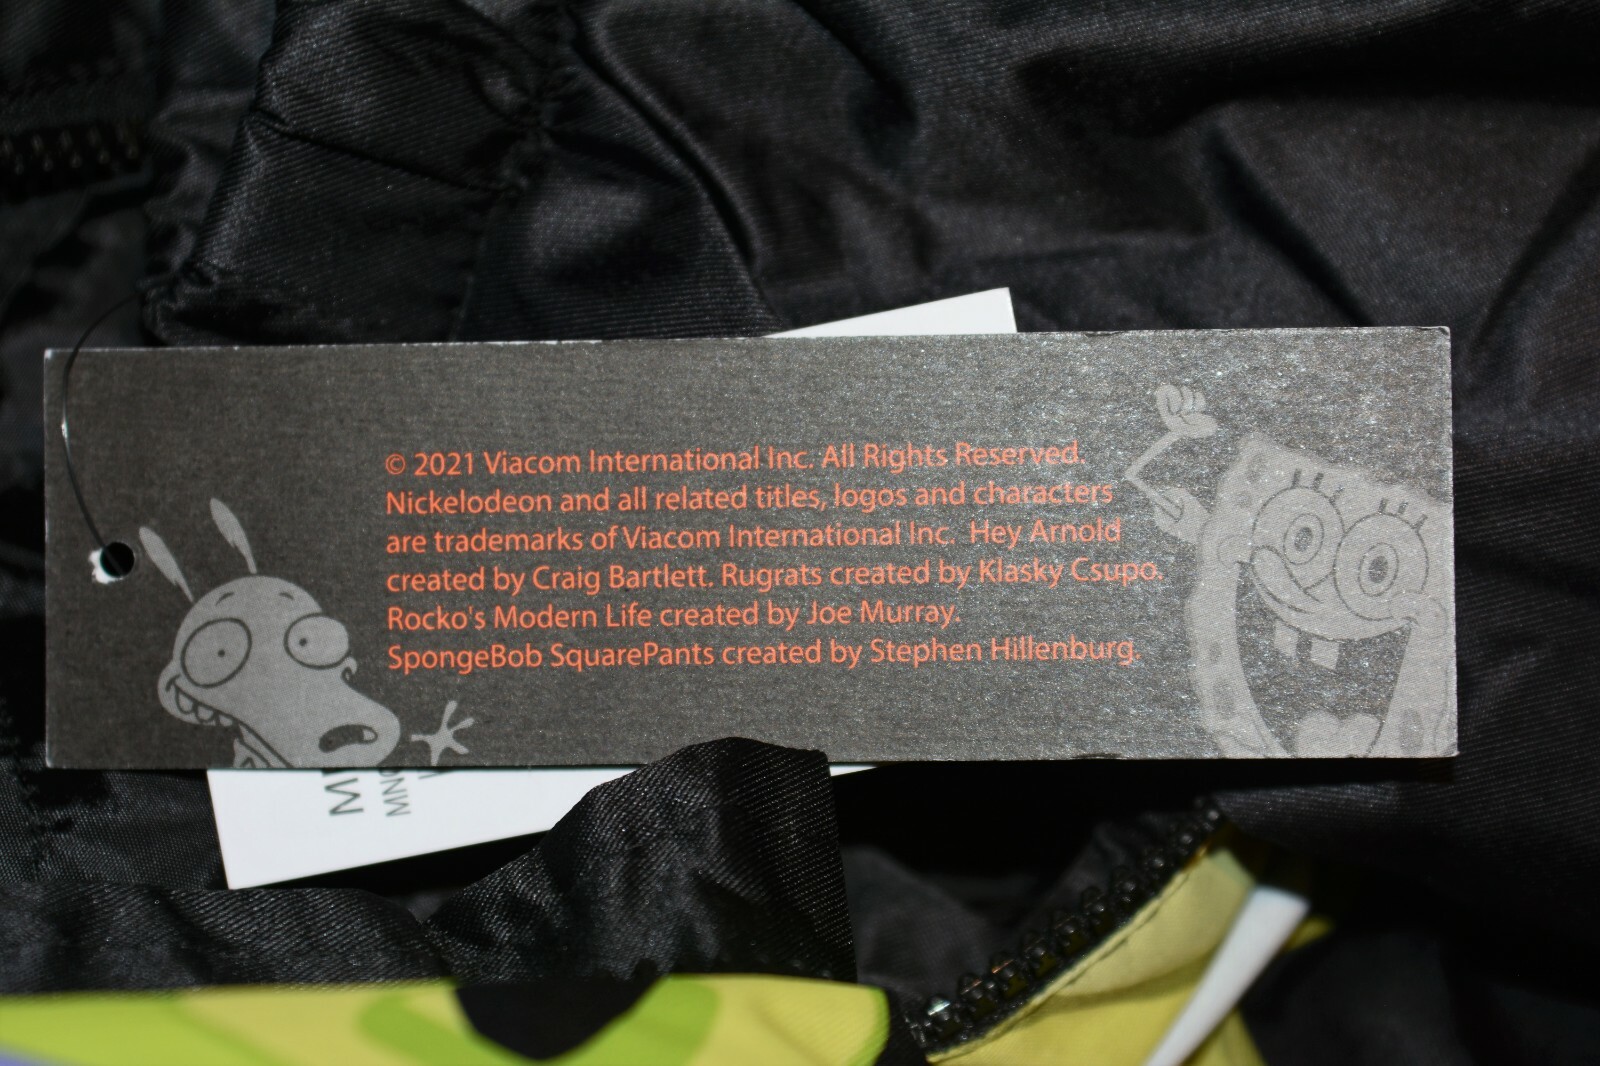 © 2021 Viacom International Inc. All Rights Reserved.
Nickelodeon and all related titles, logos and characters
are trademarks of Viacom International Inc. Hey Arnold
created by Craig Bartlett. Rugrats created by Klasky Csupo.
Rocko's Modern Life created by Joe Murray.
SpongeBob SquarePants created by Stephen Hillenburg.